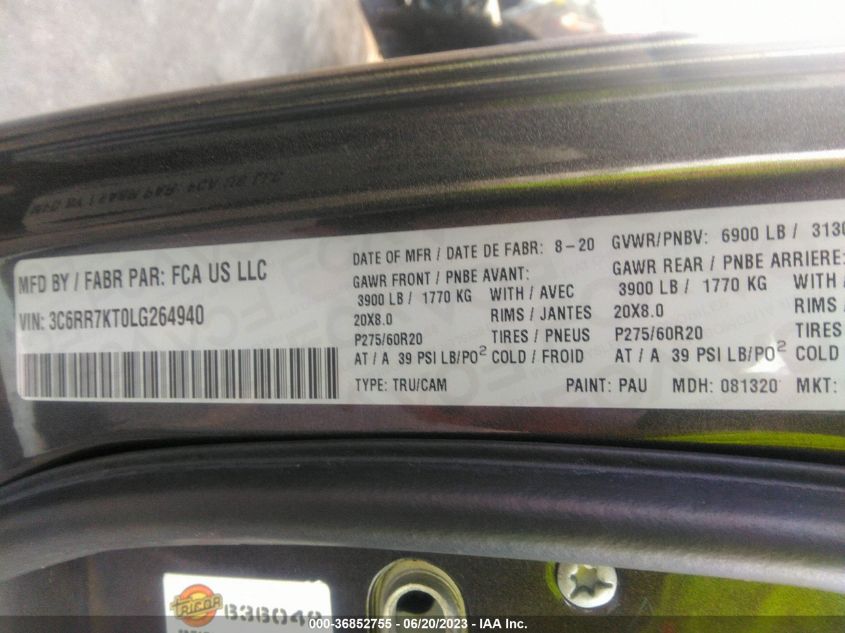 MFD BY / FABR PAR: FCA US LLC
VIN: 3C6RR7KT0LG264940
DATE OF MFR / DATE DE FABR: 8-20
GAWR FRONT / PNBE AVANT:
3900 LB / 1770 KG WITH / AVEC
20X8.0 RIMS / JANTES
P275/60R20 TIRES / PNEUS
AT / A 39 PSI LB/PO² COLD / FROID
TYPE: TRU/CAM PAINT: PAU MDH: 081320 MKT:
GVWR/PNBV: 6900 LB / 3130
GAWR REAR / PNBE ARRIERE:
3900 LB / 1770 KG WITH
20X8.0 RIMS
P275/60R20 TIRES
AT / A 39 PSI LB/PO² COLD
TRICOR
000-36852755 - 06/20/2023 - IAA Inc.